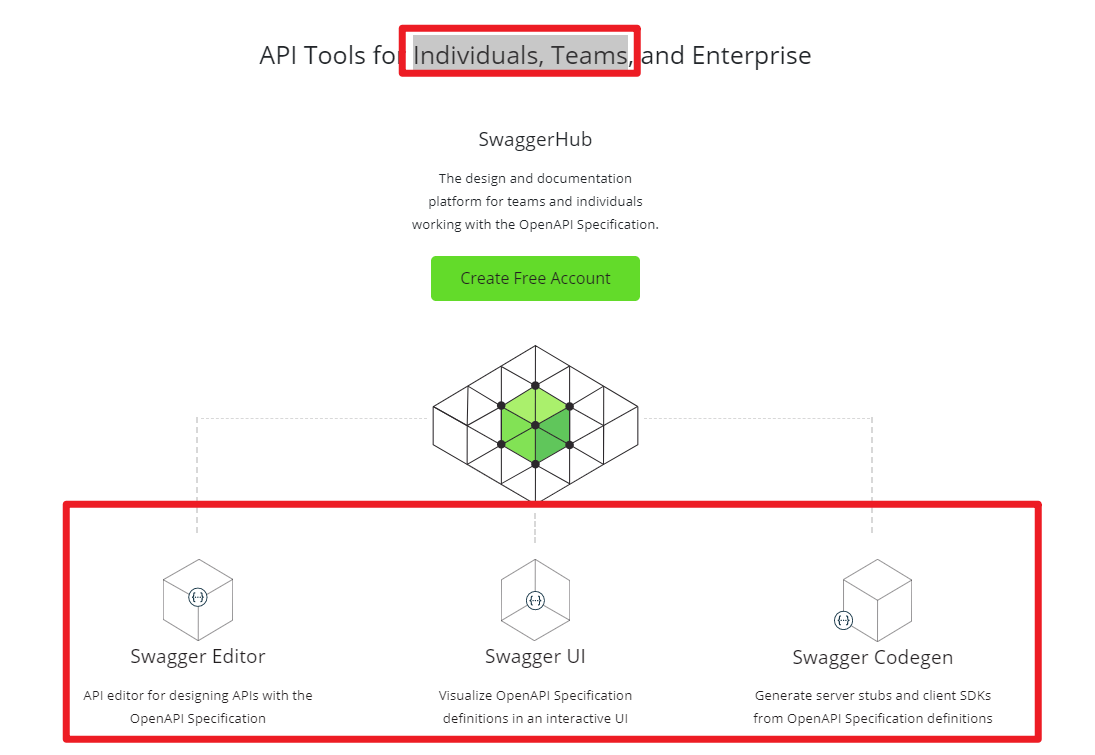 API Tools for Individuals, Teams, and Enterprise
SwaggerHub
The design and documentation
platform for teams and individuals
working with the OpenAPI Specification.
Create Free Account
{···}
Swagger Editor
API editor for designing APIs with the
OpenAPI Specification
{···}
Swagger UI
Visualize OpenAPI Specification
definitions in an interactive UI
{···}
Swagger Codegen
Generate server stubs and client SDKs
from OpenAPI Specification definitions